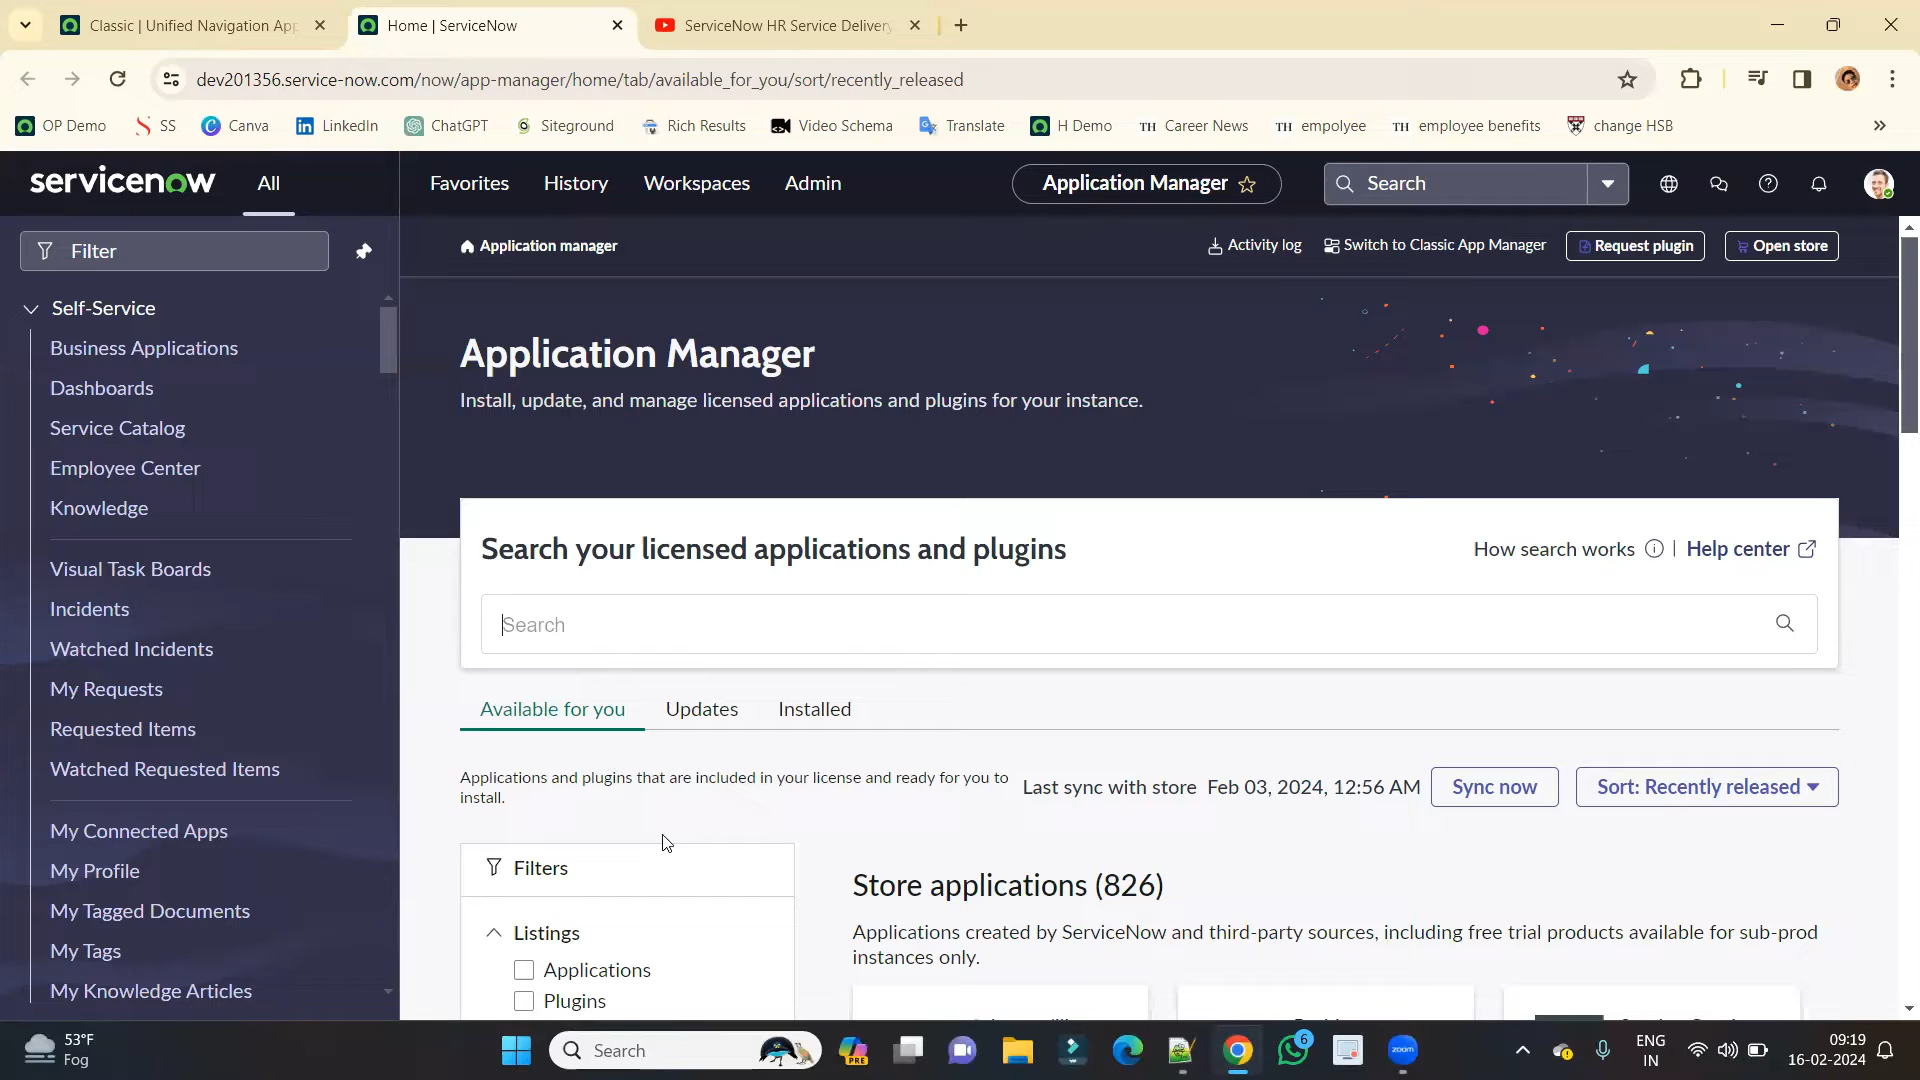 Classic | Unified Navigation App
Home | ServiceNow
ServiceNow HR Service Delivery
dev201356.service-now.com/now/app-manager/home/tab/available_for_you/sort/recently_released
OP Demo
SS
Canva
LinkedIn
ChatGPT
Siteground
Rich Results
Video Schema
Translate
H Demo
TH Career News
TH empolyee
TH employee benefits
change HSB
servicenow
All
Favorites
History
Workspaces
Admin
Application Manager
Search
Filter
Application manager
Activity log
Switch to Classic App Manager
Request plugin
Open store
Self-Service
Business Applications
Dashboards
Service Catalog
Employee Center
Knowledge
Visual Task Boards
Incidents
Watched Incidents
My Requests
Requested Items
Watched Requested Items
My Connected Apps
My Profile
My Tagged Documents
My Tags
My Knowledge Articles
Application Manager
Install, update, and manage licensed applications and plugins for your instance.
Search your licensed applications and plugins
How search works
Help center
Search
Available for you
Updates
Installed
Applications and plugins that are included in your license and ready for you to
install.
Last sync with store Feb 03, 2024, 12:56 AM
Sync now
Sort: Recently released
Filters
Listings
Applications
Plugins
Store applications (826)
Applications created by ServiceNow and third-party sources, including free trial products available for sub-prod
instances only.
53°F
Fog
Search
PRE
zoom
6
ENG
IN
09:19
16-02-2024